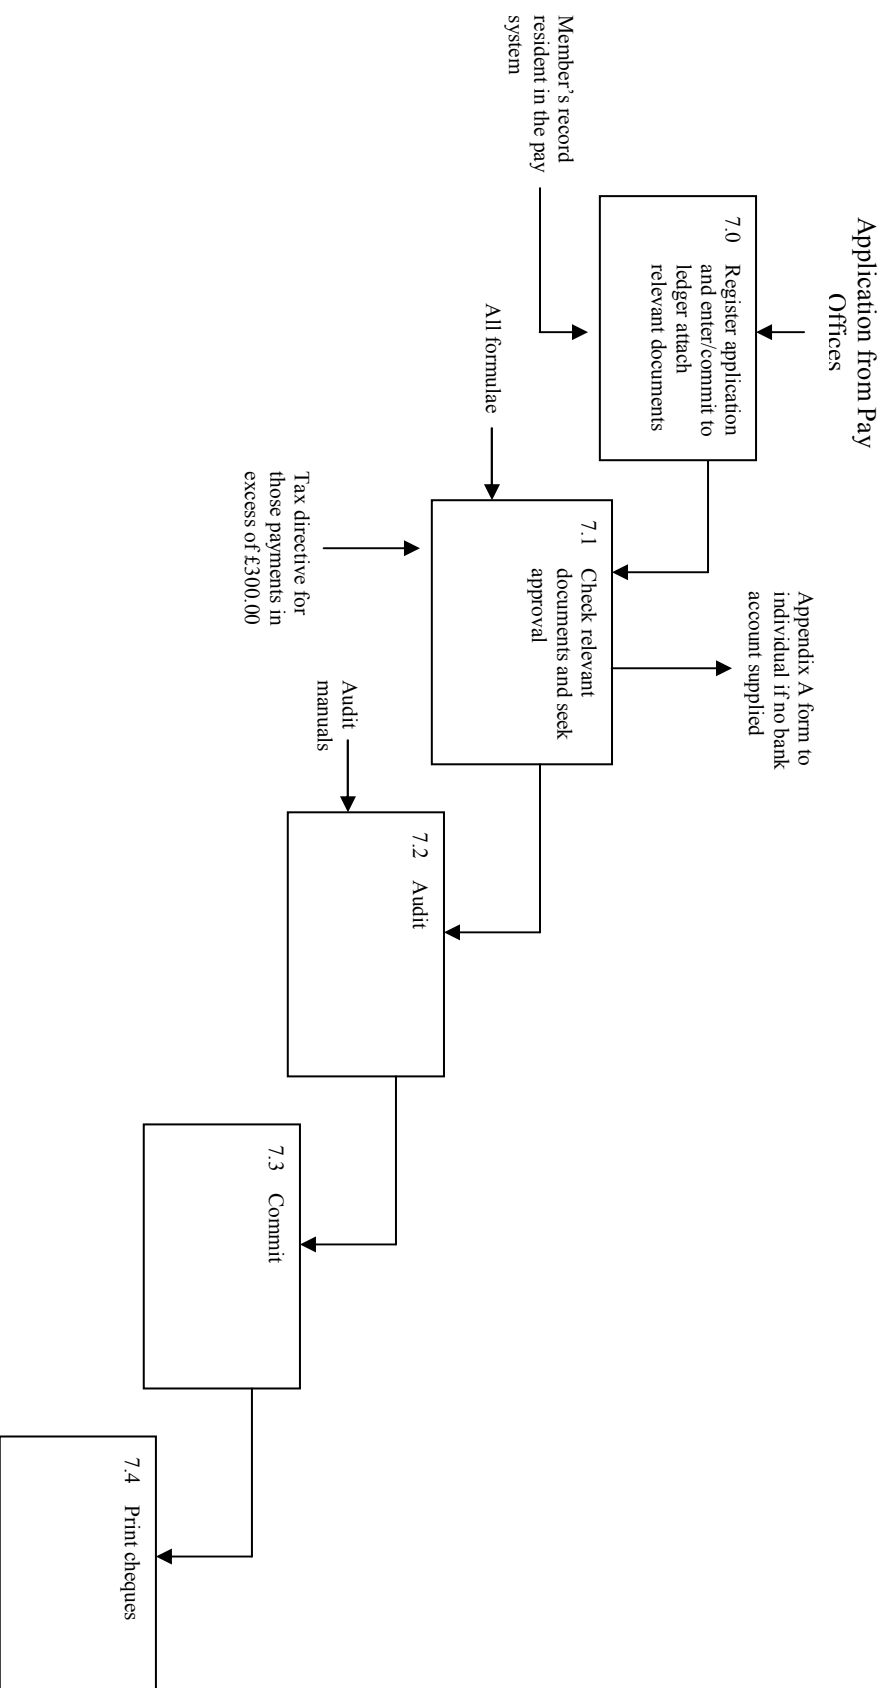 Application from Pay
Offices
Member's record
resident in the pay
system
7.0 Register application
and enter/commit to
ledger attach
relevant documents
Appendix A form to
individual if no bank
account supplied
All formulae
7.1 Check relevant
documents and seek
approval
Tax directive for
those payments in
excess of £300.00
Audit
manuals
7.2 Audit
7.3 Commit
7.4 Print cheques